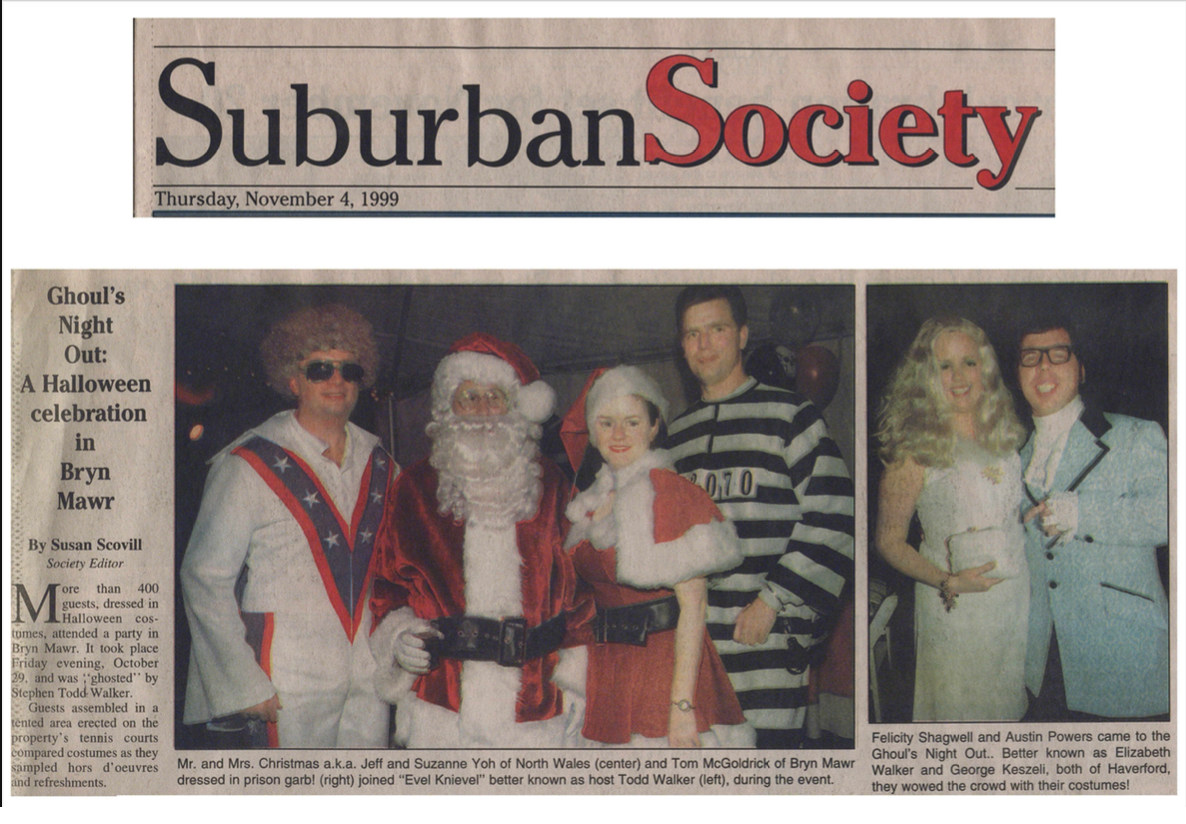 Suburban Society
Thursday, November 4, 1999
Ghoul's
Night
Out:
A Halloween
celebration
in
Bryn
Mawr
By Susan Scovill
Society Editor
More than 400
guests, dressed in
Halloween cos-
tumes, attended a party in
Bryn Mawr. It took place
Friday evening, October
29, and was "ghosted" by
Stephen Todd Walker.
Guests assembled in a
tented area erected on the
property's tennis courts
compared costumes as they
sampled hors d'oeuvres
and refreshments.
2070
Mr. and Mrs. Christmas a.k.a. Jeff and Suzanne Yoh of North Wales (center) and Tom McGoldrick of Bryn Mawr
dressed in prison garb! (right) joined "Evel Knievel" better known as host Todd Walker (left), during the event.
Felicity Shagwell and Austin Powers came to the
Ghoul's Night Out.. Better known as Elizabeth
Walker and George Keszeli, both of Haverford,
they wowed the crowd with their costumes!